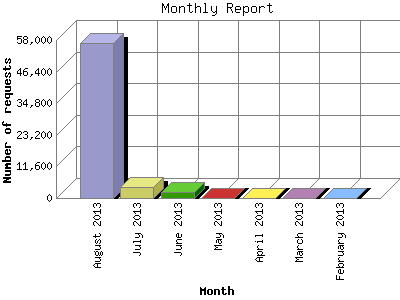 Monthly Report
Number of requests
58,000
46,400
34,800
23,200
11,600
0
August 2013
July 2013
June 2013
May 2013
April 2013
March 2013
February 2013
Month